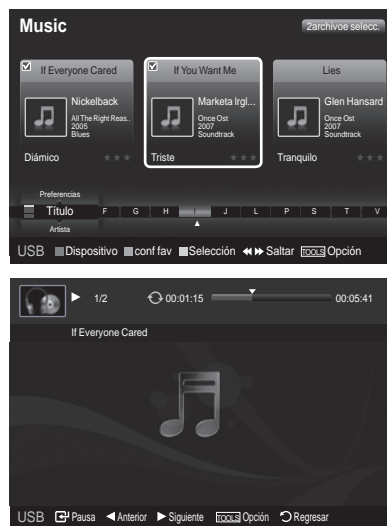 Music
2archivoe selecc.
If Everyone Cared
If You Want Me
Lies
Nickelback
All The Right Reas..
2005
Blues
Marketa Irgl...
Once Ost
2007
Soundtrack
Glen Hansard
Once Ost
2007
Soundtrack
Diámico
Triste
Tranquilo
Preferencias
Título F G H I J L P S T V
Artista
USB Dispositivo conf fav Selección Saltar TOOLS Opción
1/2 00:01:15 00:05:41
If Everyone Cared
USB Pausa Anterior Siguiente TOOLS Opción Regresar